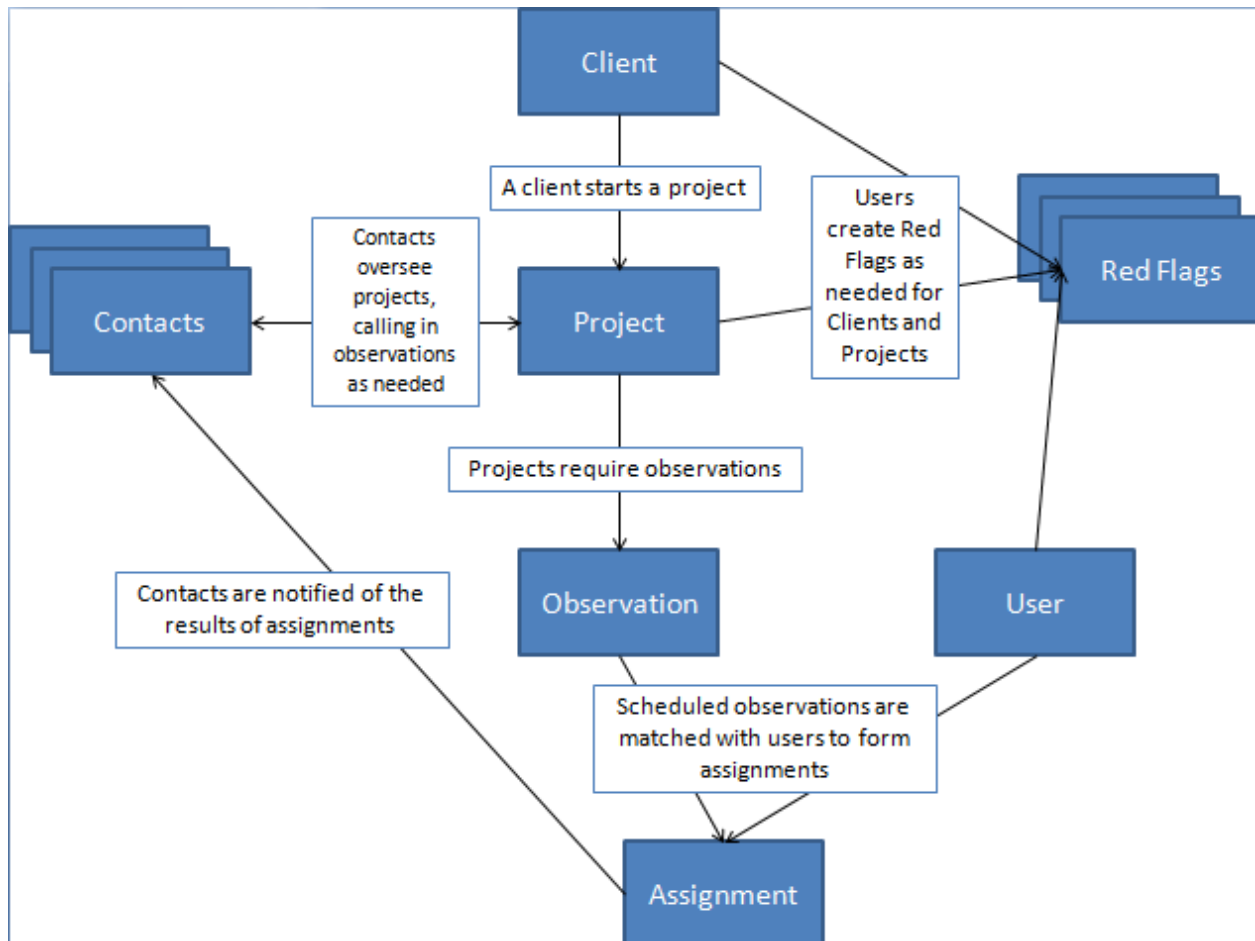 Client
A client starts a project
Users
create Red
Flags as
needed for
Clients and
Projects
Contacts
oversee
projects,
calling in
observations
as needed
Red Flags
Contacts
Project
Projects require observations
Observation
User
Contacts are notified of the
results of assignments
Scheduled observations are
matched with users to form
assignments
Assignment